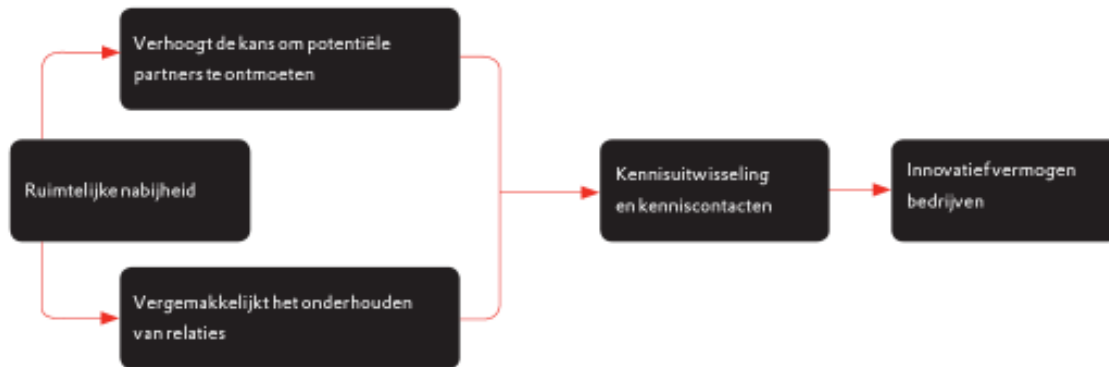 Verhoogt de kans om potentiële
partners te ontmoeten
Ruimtelijke nabijheid
Vergemakkelijkt het onderhouden
van relaties
Kennisuitwisseling
en kenniscontacten
Innovatief vermogen
bedrijven